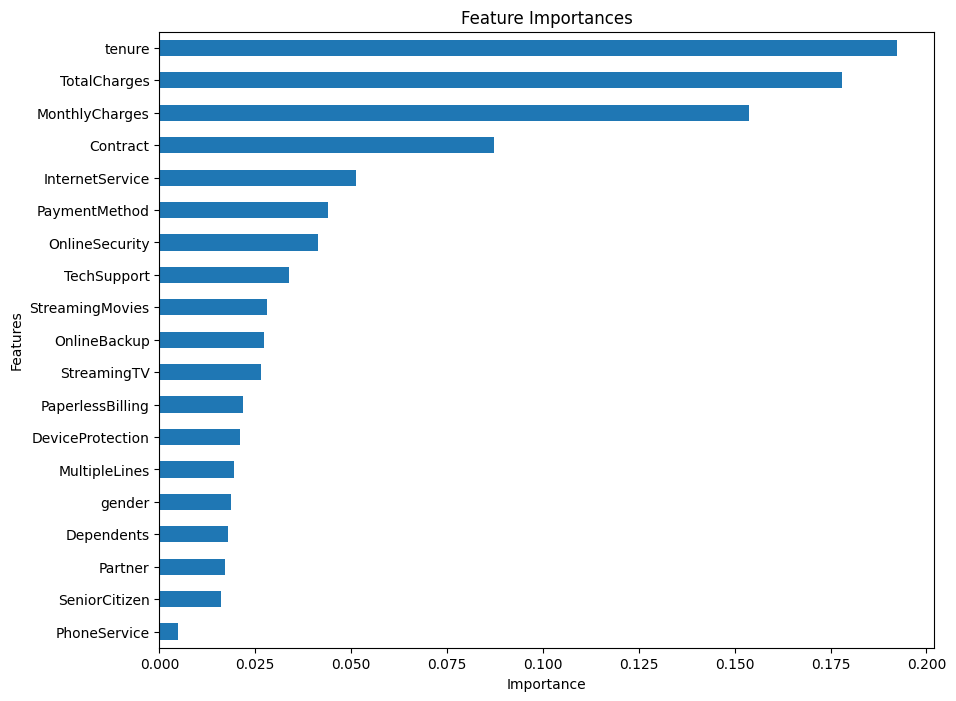 Feature Importances
tenure
TotalCharges
MonthlyCharges
Contract
InternetService
PaymentMethod
OnlineSecurity
TechSupport
StreamingMovies
OnlineBackup
StreamingTV
PaperlessBilling
DeviceProtection
MultipleLines
gender
Dependents
Partner
SeniorCitizen
PhoneService
Features
0.000 0.025 0.050 0.075 0.100 0.125 0.150 0.175 0.200
Importance